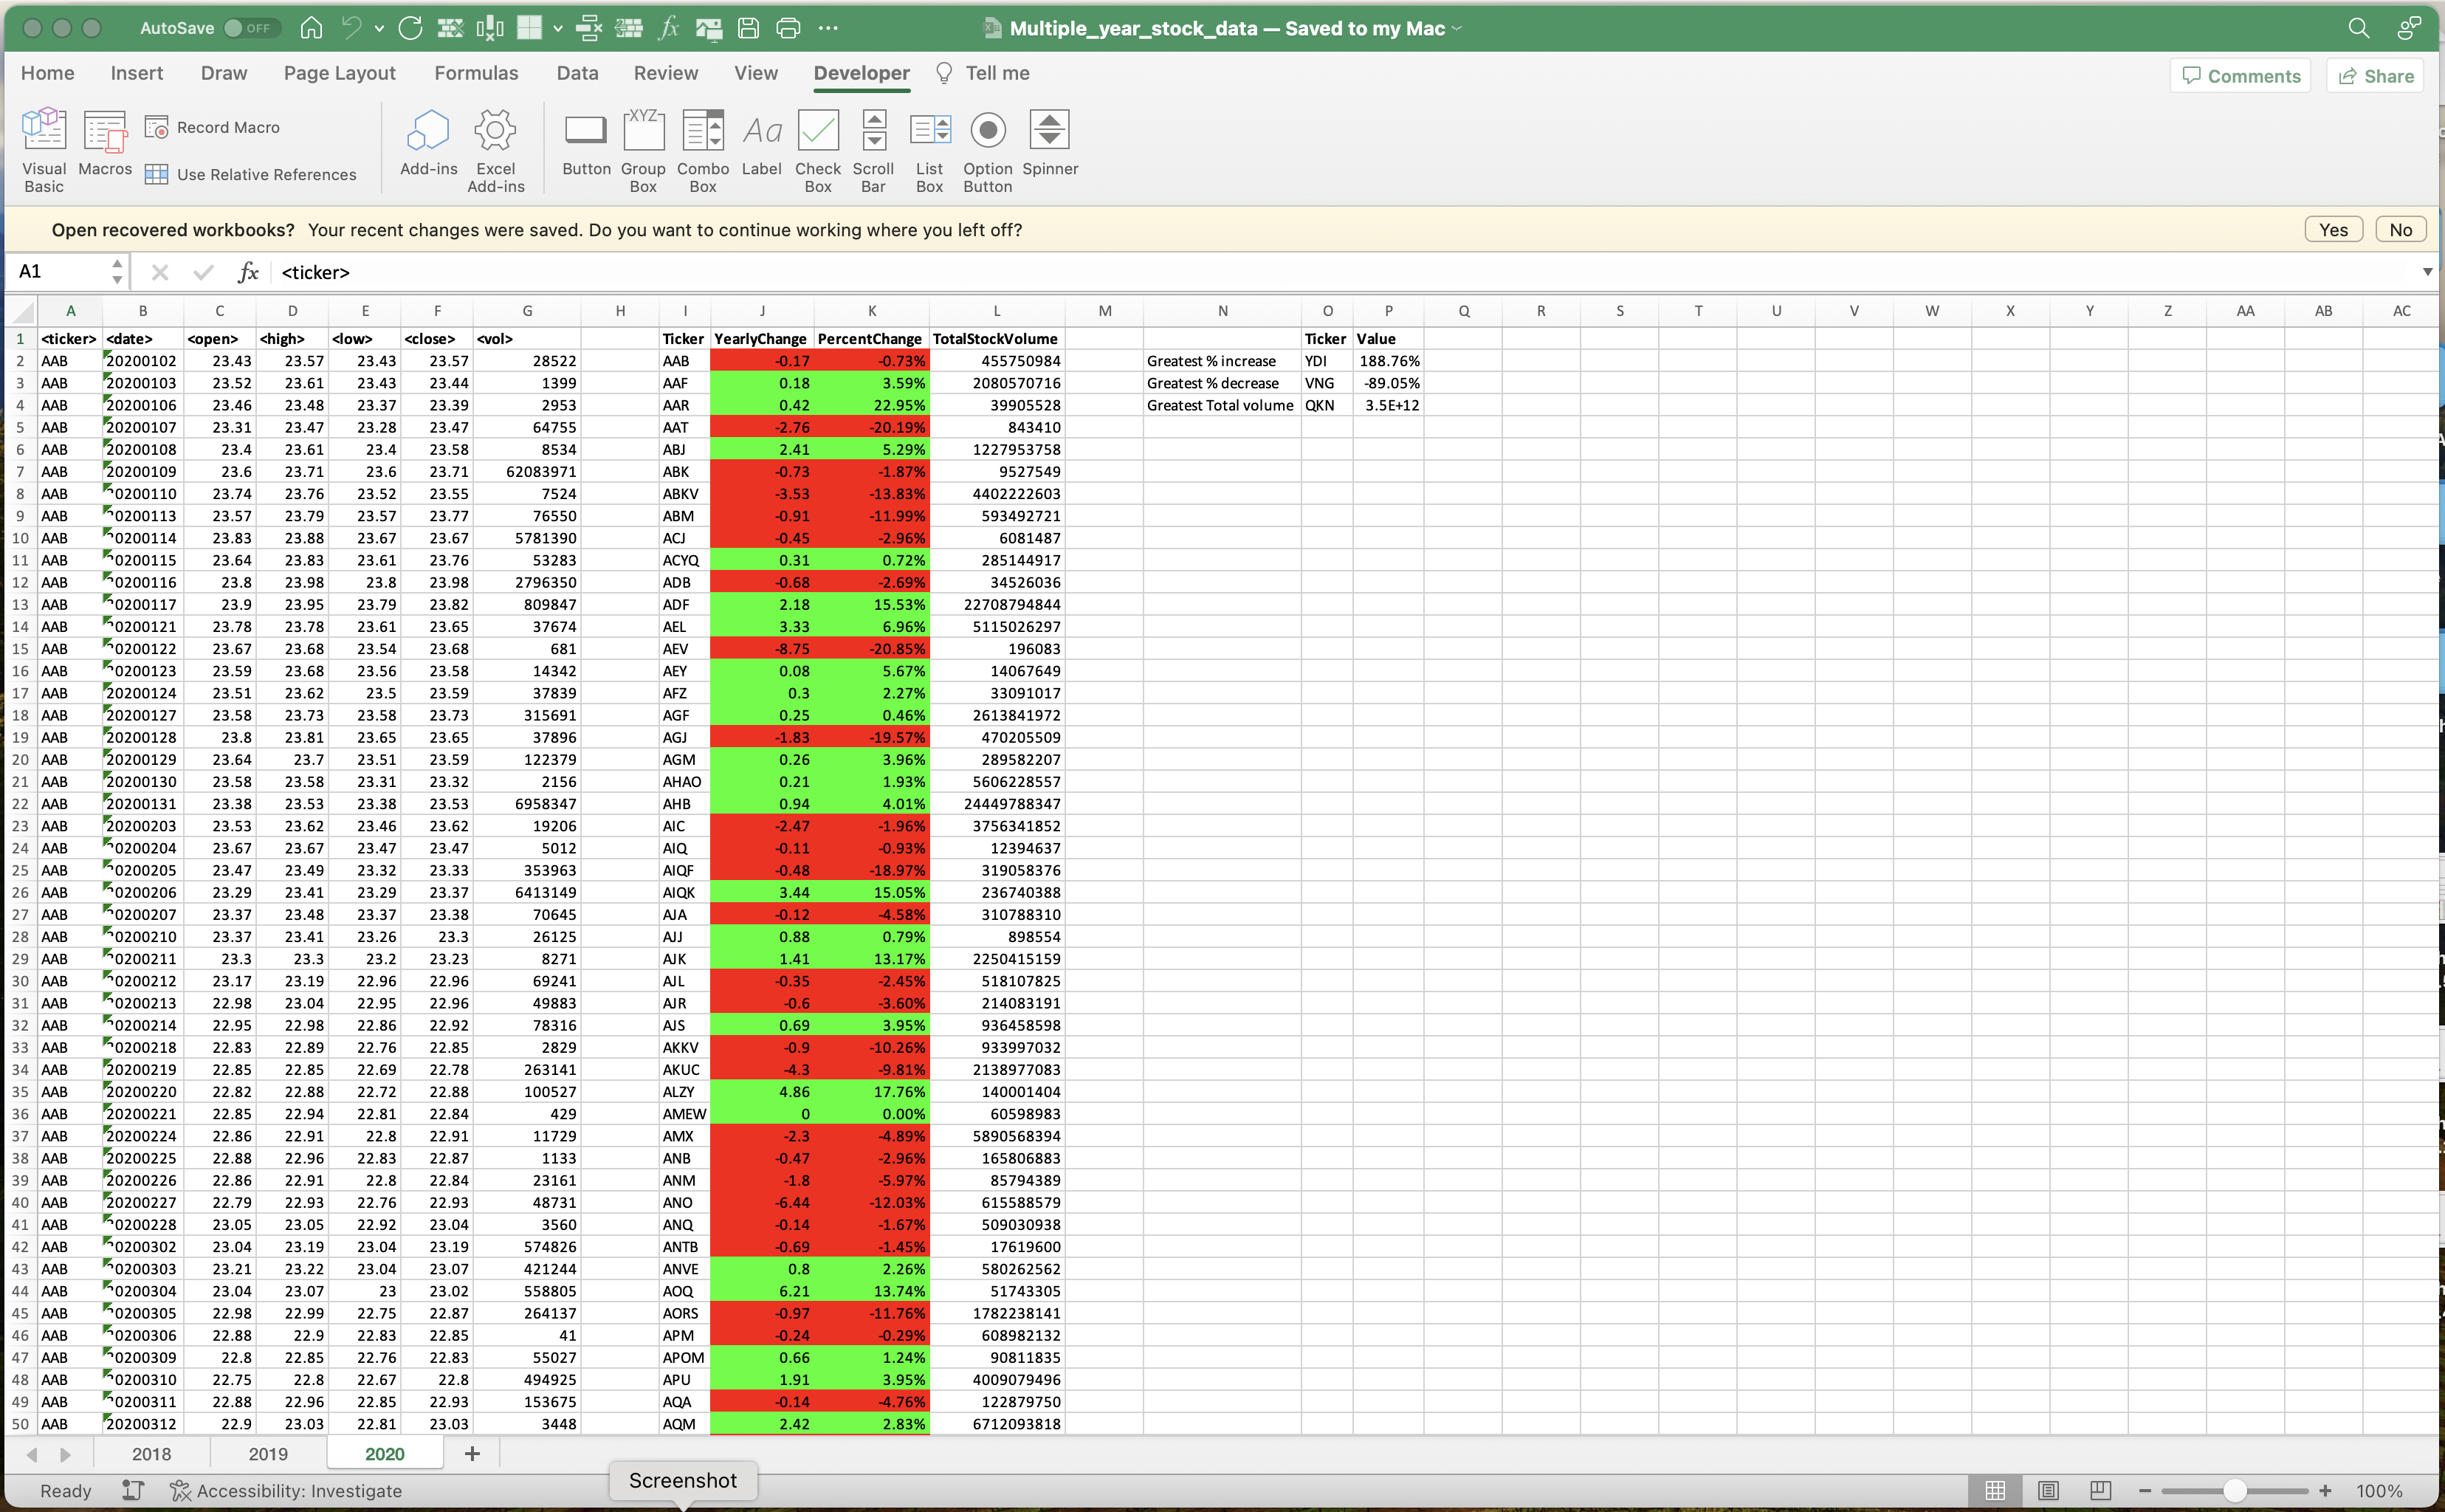 AutoSave OFF Multiple_year_stock_data — Saved to my Mac
Home Insert Draw Page Layout Formulas Data Review View Developer Tell me Comments Share
Visual Basic Macros Record Macro Use Relative References Add-ins Excel Add-ins Button Group Box Combo Box Label Check Box Scroll Bar List Box Option Button Spinner
Open recovered workbooks? Your recent changes were saved. Do you want to continue working where you left off? Yes No
A1 fx <ticker>
A B C D E F G H I J K L M N O P Q R S T U V W X Y Z AA AB AC
1 <ticker> <date> <open> <high> <low> <close> <vol> Ticker YearlyChange PercentChange TotalStockVolume Ticker Value
2 AAB 20200102 23.43 23.57 23.43 23.57 28522 AAB -0.17 -0.73% 455750984 Greatest % increase YDI 188.76%
3 AAB 20200103 23.52 23.61 23.43 23.44 1399 AAF 0.18 3.59% 2080570716 Greatest % decrease VNG -89.05%
4 AAB 20200106 23.46 23.48 23.37 23.39 2953 AAR 0.42 22.95% 39905528 Greatest Total volume QKN 3.5E+12
5 AAB 20200107 23.31 23.47 23.28 23.47 64755 AAT -2.76 -20.19% 843410
6 AAB 20200108 23.4 23.61 23.4 23.58 8534 ABJ 2.41 5.29% 1227953758
7 AAB 20200109 23.6 23.71 23.6 23.71 62083971 ABK -0.73 -1.87% 9527549
8 AAB 20200110 23.74 23.76 23.52 23.55 7524 ABKV -3.53 -13.83% 4402222603
9 AAB 20200113 23.57 23.79 23.57 23.77 76550 ABM -0.91 -11.99% 593492721
10 AAB 20200114 23.83 23.88 23.67 23.67 5781390 ACJ -0.45 -2.96% 6081487
11 AAB 20200115 23.64 23.83 23.61 23.76 53283 ACYQ 0.31 0.72% 285144917
12 AAB 20200116 23.8 23.98 23.8 23.98 2796350 ADB -0.68 -2.69% 34526036
13 AAB 20200117 23.9 23.95 23.79 23.82 809847 ADF 2.18 15.53% 22708794844
14 AAB 20200121 23.78 23.78 23.61 23.65 37674 AEL 3.33 6.96% 5115026297
15 AAB 20200122 23.67 23.68 23.54 23.68 681 AEV -8.75 -20.85% 196083
16 AAB 20200123 23.59 23.68 23.56 23.58 14342 AEY 0.08 5.67% 14067649
17 AAB 20200124 23.51 23.62 23.5 23.59 37839 AFZ 0.3 2.27% 33091017
18 AAB 20200127 23.58 23.73 23.58 23.73 315691 AGF 0.25 0.46% 2613841972
19 AAB 20200128 23.8 23.81 23.65 23.65 37896 AGJ -1.83 -19.57% 470205509
20 AAB 20200129 23.64 23.7 23.51 23.59 122379 AGM 0.26 3.96% 289582207
21 AAB 20200130 23.58 23.58 23.31 23.32 2156 AHAO 0.21 1.93% 5606228557
22 AAB 20200131 23.38 23.53 23.38 23.53 6958347 AHB 0.94 4.01% 24449788347
23 AAB 20200203 23.53 23.62 23.46 23.62 19206 AIC -2.47 -1.96% 3756341852
24 AAB 20200204 23.67 23.67 23.47 23.47 5012 AIQ -0.11 -0.93% 12394637
25 AAB 20200205 23.47 23.49 23.32 23.33 353963 AIQF -0.48 -18.97% 319058376
26 AAB 20200206 23.29 23.41 23.29 23.37 6413149 AIQK 3.44 15.05% 236740388
27 AAB 20200207 23.37 23.48 23.37 23.38 70645 AJA -0.12 -4.58% 310788310
28 AAB 20200210 23.37 23.41 23.26 23.3 26125 AJJ 0.88 0.79% 898554
29 AAB 20200211 23.3 23.3 23.2 23.23 8271 AJK 1.41 13.17% 2250415159
30 AAB 20200212 23.17 23.19 22.96 22.96 69241 AJL -0.35 -2.45% 518107825
31 AAB 20200213 22.98 23.04 22.95 22.96 49883 AJR -0.6 -3.60% 214083191
32 AAB 20200214 22.95 22.98 22.86 22.92 78316 AJS 0.69 3.95% 936458598
33 AAB 20200218 22.83 22.89 22.76 22.85 2829 AKKV -0.9 -10.26% 933997032
34 AAB 20200219 22.85 22.85 22.69 22.78 263141 AKUC -4.3 -9.81% 2138977083
35 AAB 20200220 22.82 22.88 22.72 22.88 100527 ALZY 4.86 17.76% 140001404
36 AAB 20200221 22.85 22.94 22.81 22.84 429 AMEW 0 0.00% 60598983
37 AAB 20200224 22.86 22.91 22.8 22.91 11729 AMX -2.3 -4.89% 5890568394
38 AAB 20200225 22.88 22.96 22.83 22.87 1133 ANB -0.47 -2.96% 165806883
39 AAB 20200226 22.86 22.91 22.8 22.84 23161 ANM -1.8 -5.97% 85794389
40 AAB 20200227 22.79 22.93 22.76 22.93 48731 ANO -6.44 -12.03% 615588579
41 AAB 20200228 23.05 23.05 22.92 23.04 3560 ANQ -0.14 -1.67% 509030938
42 AAB 20200302 23.04 23.19 23.04 23.19 574826 ANTB -0.69 -1.45% 17619600
43 AAB 20200303 23.21 23.22 23.04 23.07 421244 ANVE 0.8 2.26% 580262562
44 AAB 20200304 23.04 23.07 23 23.02 558805 AOQ 6.21 13.74% 51743305
45 AAB 20200305 22.98 22.99 22.75 22.87 264137 AORS -0.97 -11.76% 1782238141
46 AAB 20200306 22.88 22.9 22.83 22.85 41 APM -0.24 -0.29% 608982132
47 AAB 20200309 22.8 22.85 22.76 22.83 55027 APOM 0.66 1.24% 90811835
48 AAB 20200310 22.75 22.8 22.67 22.8 494925 APU 1.91 3.95% 4009079496
49 AAB 20200311 22.88 22.96 22.85 22.93 153675 AQA -0.14 -4.76% 122879750
50 AAB 20200312 22.9 23.03 22.81 23.03 3448 AQM 2.42 2.83% 6712093818
2018 2019 2020 +
Screenshot
Ready Accessibility: Investigate 100%